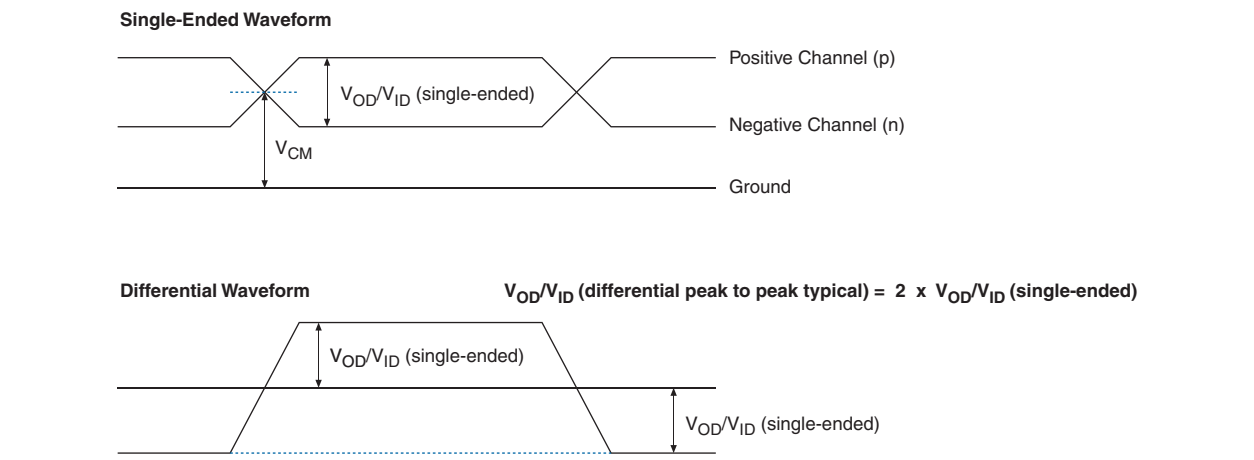 Single-Ended Waveform
Positive Channel (p)
VOD/VID (single-ended)
Negative Channel (n)
VCM
Ground
Differential Waveform
VOD/VID (differential peak to peak typical) = 2 x VOD/VID (single-ended)
VOD/VID (single-ended)
VOD/VID (single-ended)